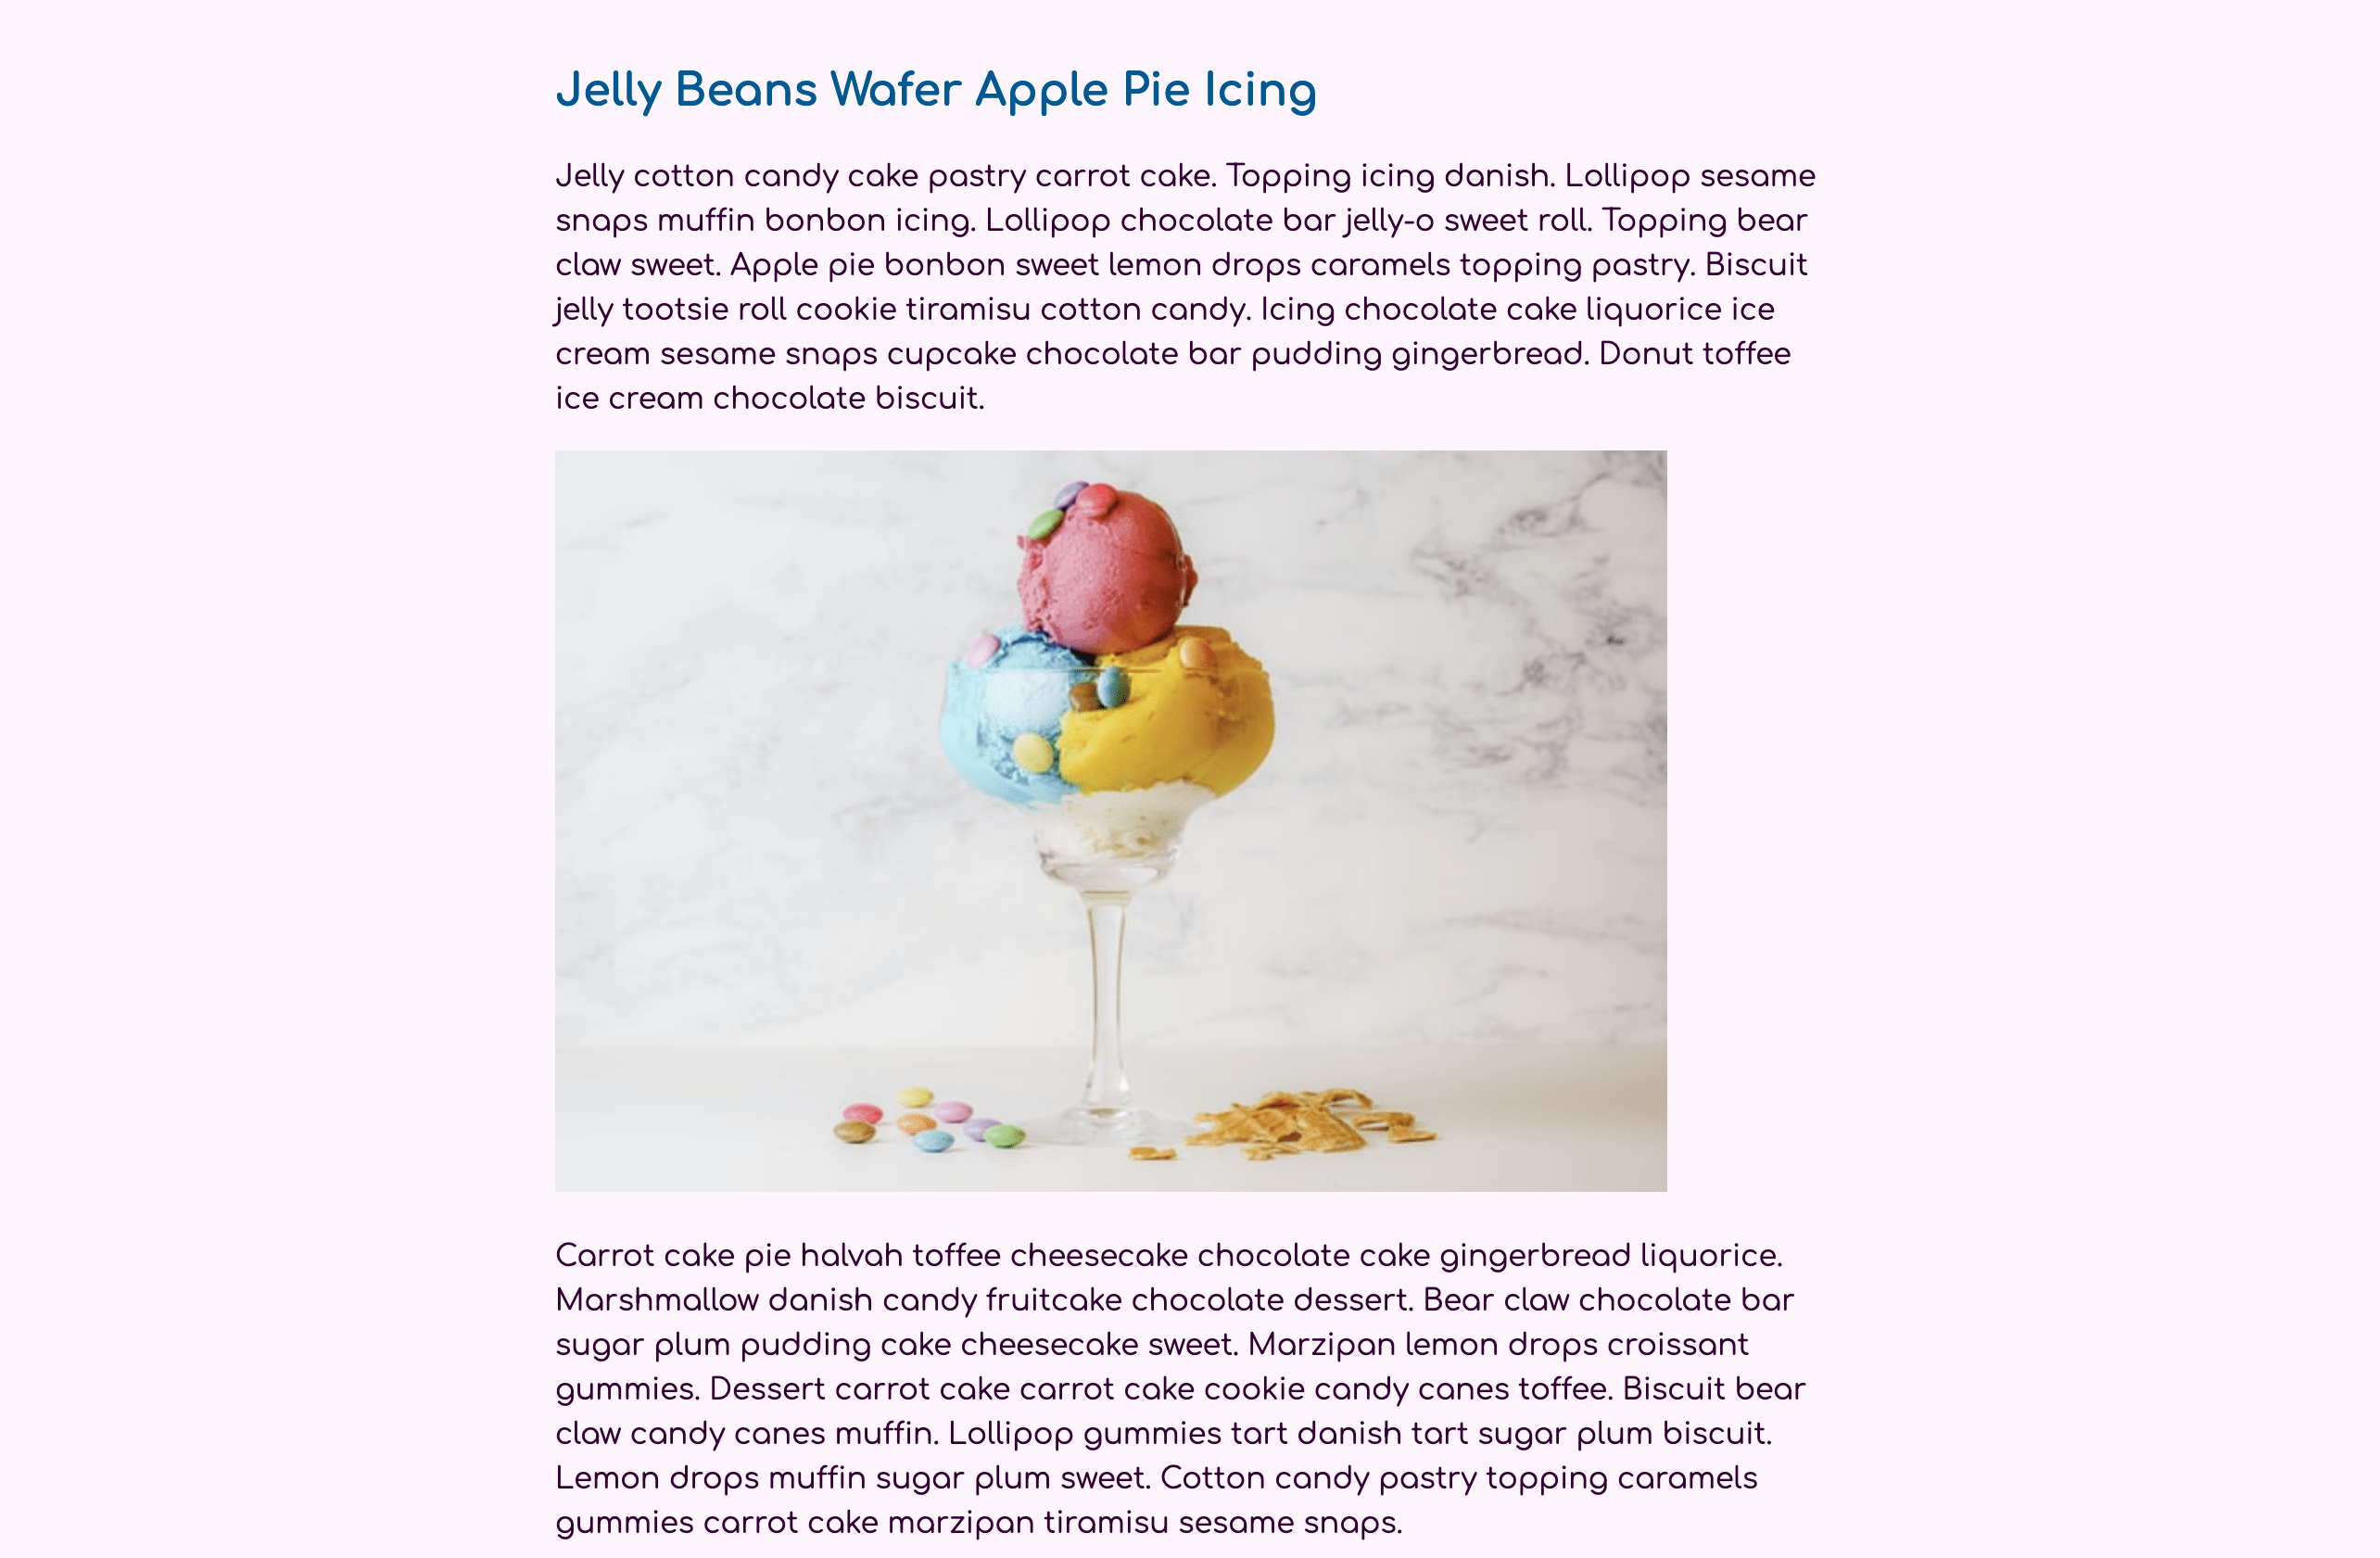 Jelly Beans Wafer Apple Pie Icing
Jelly cotton candy cake pastry carrot cake. Topping icing danish. Lollipop sesame
snaps muffin bonbon icing. Lollipop chocolate bar jelly-o sweet roll. Topping bear
claw sweet. Apple pie bonbon sweet lemon drops caramels topping pastry. Biscuit
jelly tootsie roll cookie tiramisu cotton candy. Icing chocolate cake liquorice ice
cream sesame snaps cupcake chocolate bar pudding gingerbread. Donut toffee
ice cream chocolate biscuit.
Carrot cake pie halvah toffee cheesecake chocolate cake gingerbread liquorice.
Marshmallow danish candy fruitcake chocolate dessert. Bear claw chocolate bar
sugar plum pudding cake cheesecake sweet. Marzipan lemon drops croissant
gummies. Dessert carrot cake carrot cake cookie candy canes toffee. Biscuit bear
claw candy canes muffin. Lollipop gummies tart danish tart sugar plum biscuit.
Lemon drops muffin sugar plum sweet. Cotton candy pastry topping caramels
gummies carrot cake marzipan tiramisu sesame snaps.